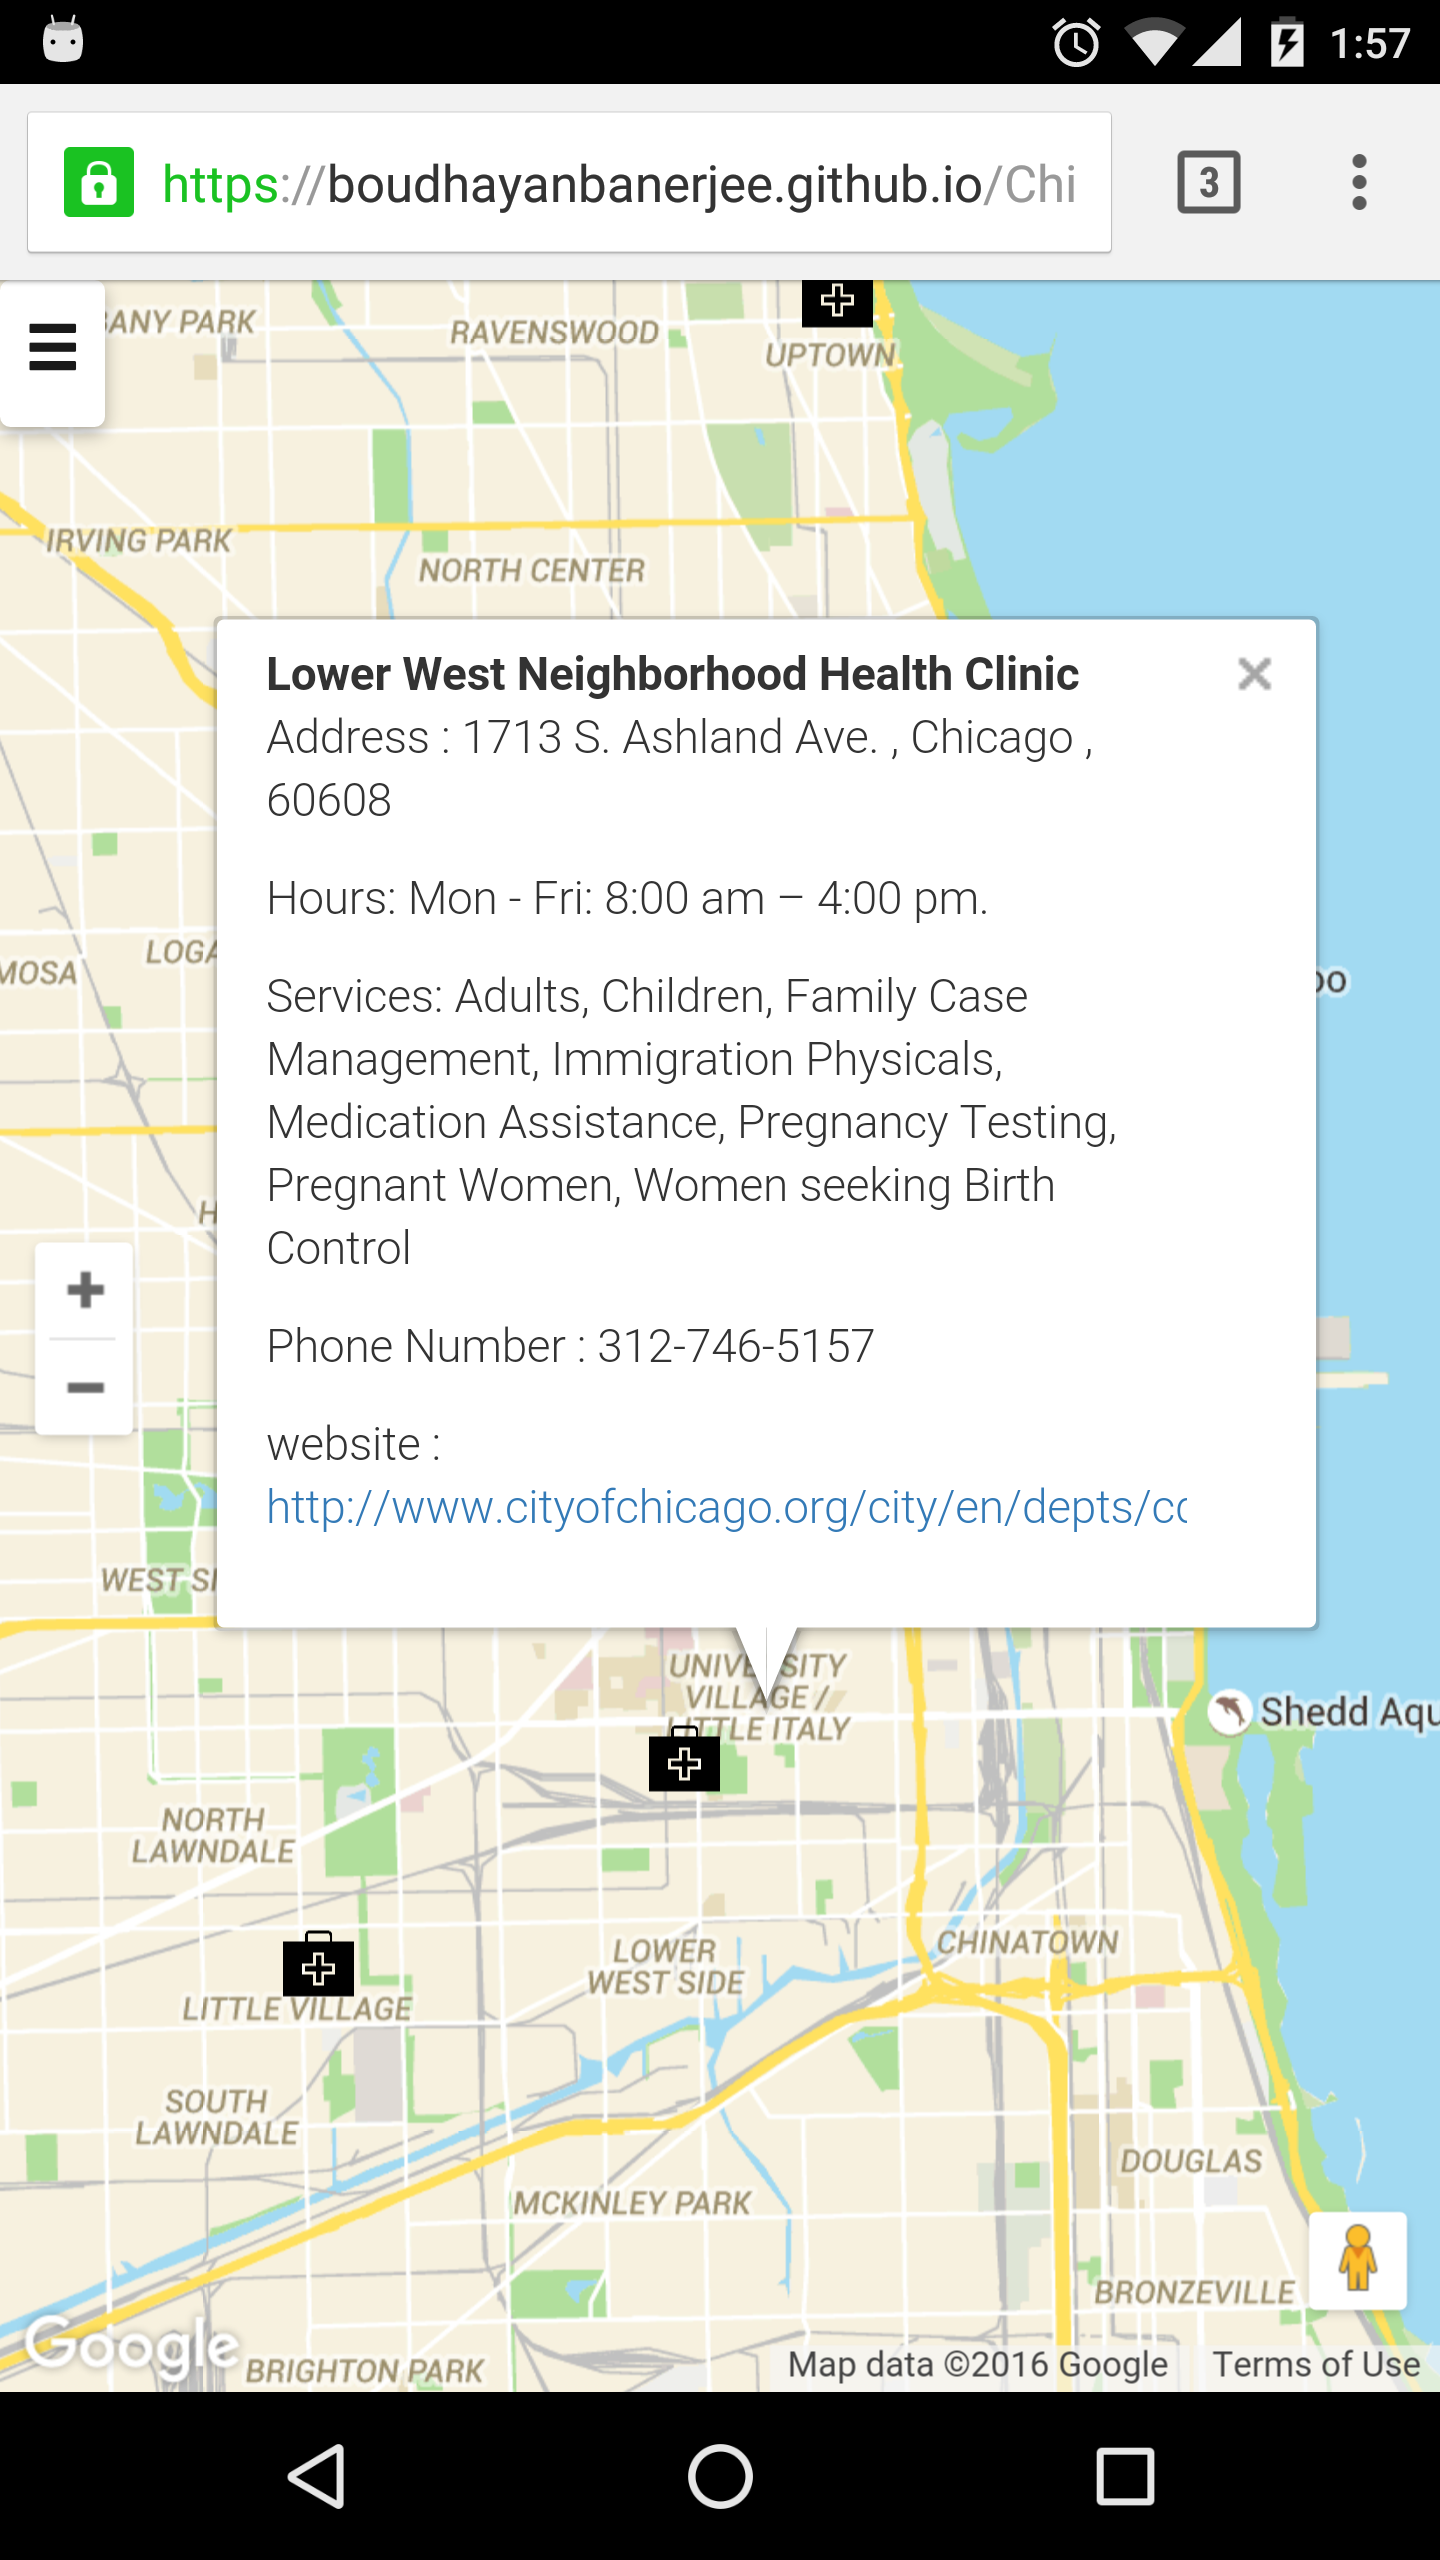 1:57
https://boudhayanbanerjee.github.io/Chi
3
BANY PARK
RAVENSWOOD
UPTOWN
IRVING PARK
NORTH CENTER
Lower West Neighborhood Health Clinic
Address : 1713 S. Ashland Ave. , Chicago ,
60608
Hours: Mon - Fri: 8:00 am – 4:00 pm.
Services: Adults, Children, Family Case
Management, Immigration Physicals,
Medication Assistance, Pregnancy Testing,
Pregnant Women, Women seeking Birth
Control
Phone Number : 312-746-5157
website :
http://www.cityofchicago.org/city/en/depts/cc
MOSA
LOGA
oo
H
WEST SI
UNIVERSITY
VILLAGE /
LITTLE ITALY
Shedd Aqu
NORTH
LAWNDALE
LITTLE VILLAGE
LOWER
WEST SIDE
CHINATOWN
SOUTH
LAWNDALE
DOUGLAS
MCKINLEY PARK
BRONZEVILLE
Google
BRIGHTON PARK
Map data ©2016 Google
Terms of Use